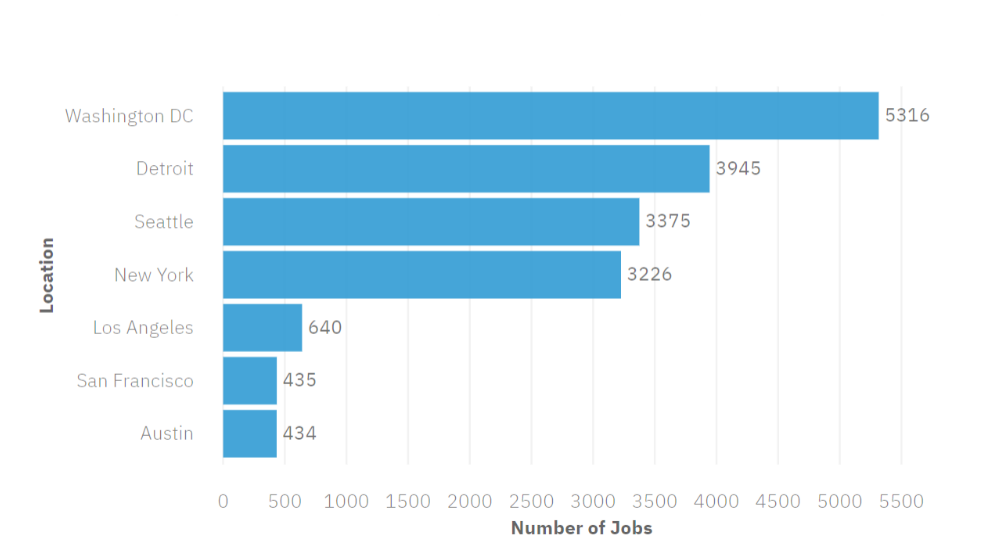 Washington DC 5316
Detroit 3945
Seattle 3375
New York 3226
Los Angeles 640
San Francisco 435
Austin 434
Location
0 500 1000 1500 2000 2500 3000 3500 4000 4500 5000 5500
Number of Jobs